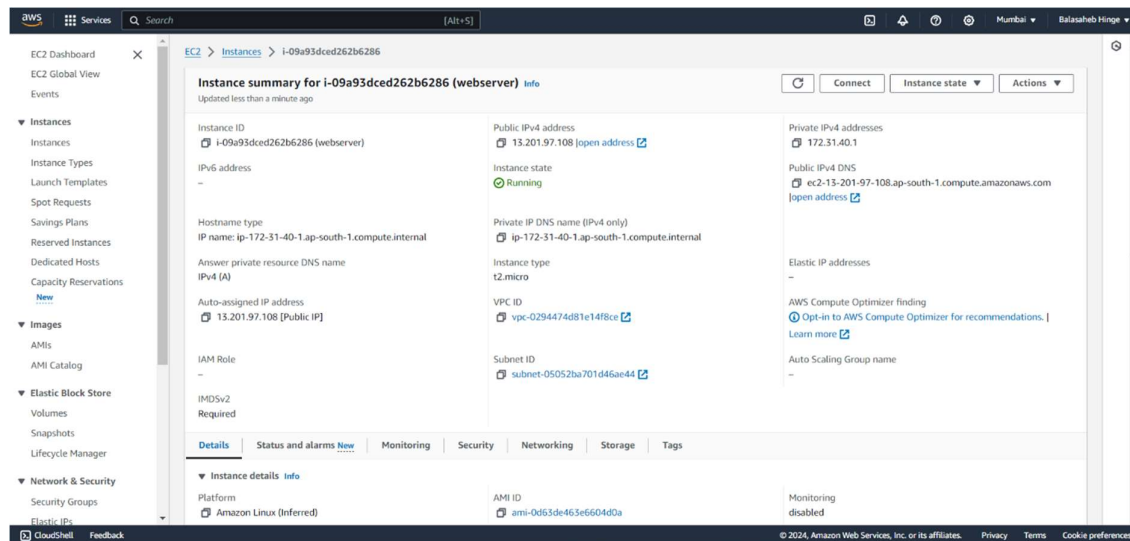 aws
Services
Search
[Alt+S]
Mumbai
Balasaheb Hinge
EC2 Dashboard
EC2 Global View
Events
Instances
Instances
Instance Types
Launch Templates
Spot Requests
Savings Plans
Reserved Instances
Dedicated Hosts
Capacity Reservations
New
Images
AMIs
AMI Catalog
Elastic Block Store
Volumes
Snapshots
Lifecycle Manager
Network & Security
Security Groups
Elastic IPs
EC2 > Instances > i-09a93dced262b6286
Instance summary for i-09a93dced262b6286 (webserver) Info
Updated less than a minute ago
Connect
Instance state
Actions
Instance ID
i-09a93dced262b6286 (webserver)
Public IPv4 address
13.201.97.108 |open address
Private IPv4 addresses
172.31.40.1
IPv6 address
–
Instance state
Running
Public IPv4 DNS
ec2-13-201-97-108.ap-south-1.compute.amazonaws.com
|open address
Hostname type
IP name: ip-172-31-40-1.ap-south-1.compute.internal
Private IP DNS name (IPv4 only)
ip-172-31-40-1.ap-south-1.compute.internal
Answer private resource DNS name
IPv4 (A)
Instance type
t2.micro
Elastic IP addresses
–
Auto-assigned IP address
13.201.97.108 [Public IP]
VPC ID
vpc-0294474d81e14f8ce
AWS Compute Optimizer finding
Opt-in to AWS Compute Optimizer for recommendations. |
Learn more
IAM Role
–
Subnet ID
subnet-05052ba701d46ae44
Auto Scaling Group name
–
IMDSv2
Required
Details
Status and alarms New
Monitoring
Security
Networking
Storage
Tags
Instance details Info
Platform
Amazon Linux (Inferred)
AMI ID
ami-0d63de463e6604d0a
Monitoring
disabled
CloudShell
Feedback
© 2024, Amazon Web Services, Inc. or its affiliates.
Privacy
Terms
Cookie preferences